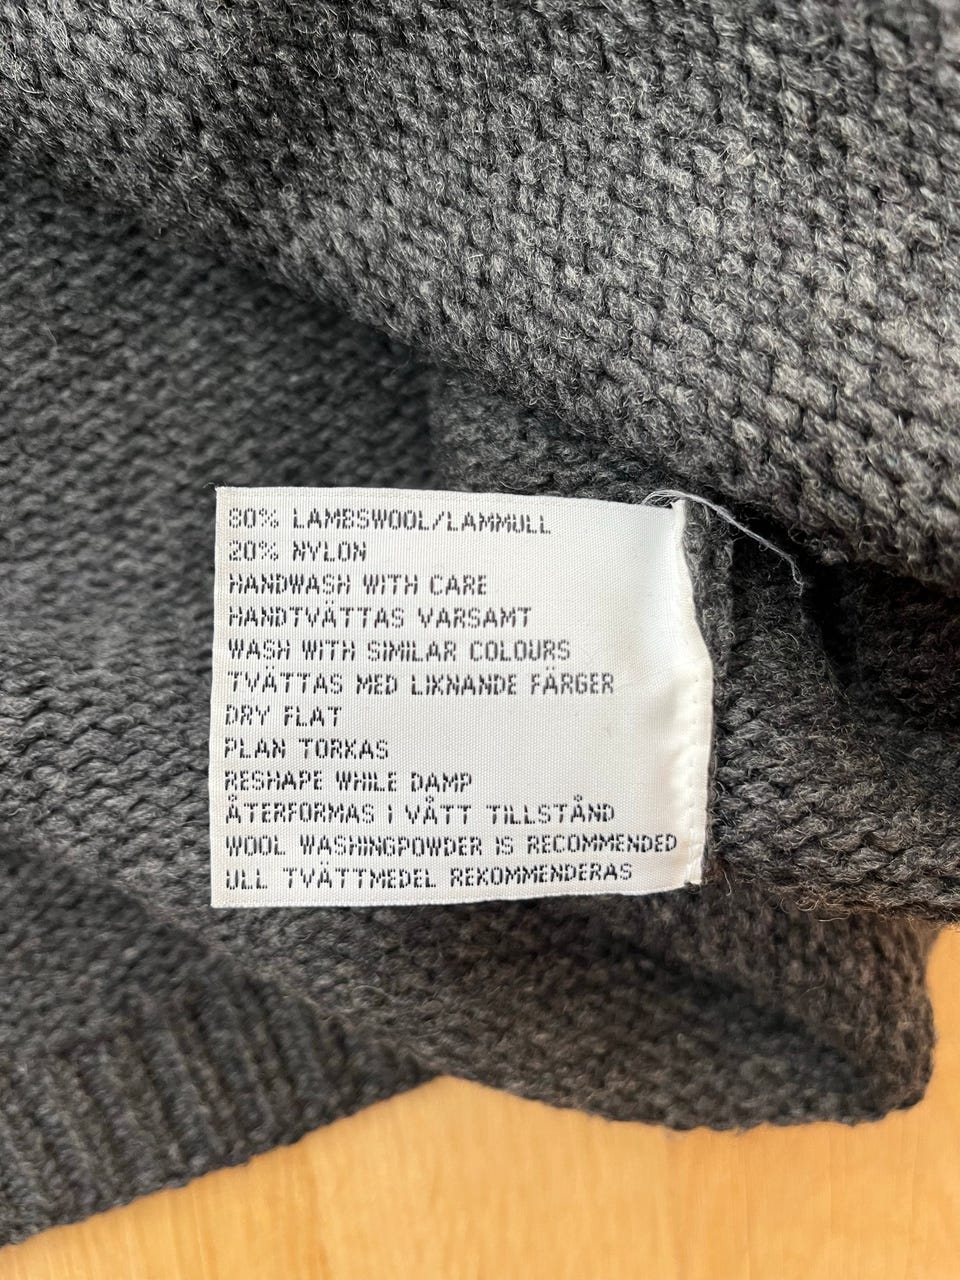 80% LAMBSWOOL/LAMMULL
20% NYLON
HANDWASH WITH CARE
HANDTVÄTTAS VARSAMT
WASH WITH SIMILAR COLOURS
TVÄTTAS MED LIKNANDE FÄRGER
DRY FLAT
PLAN TORKAS
RESHAPE WHILE DAMP
ÅTERFORMAS I VÅTT TILLSTÅND
WOOL WASHINGPOWDER IS RECOMMENDED
ULL TVÄTTMEDEL REKOMMENDERAS